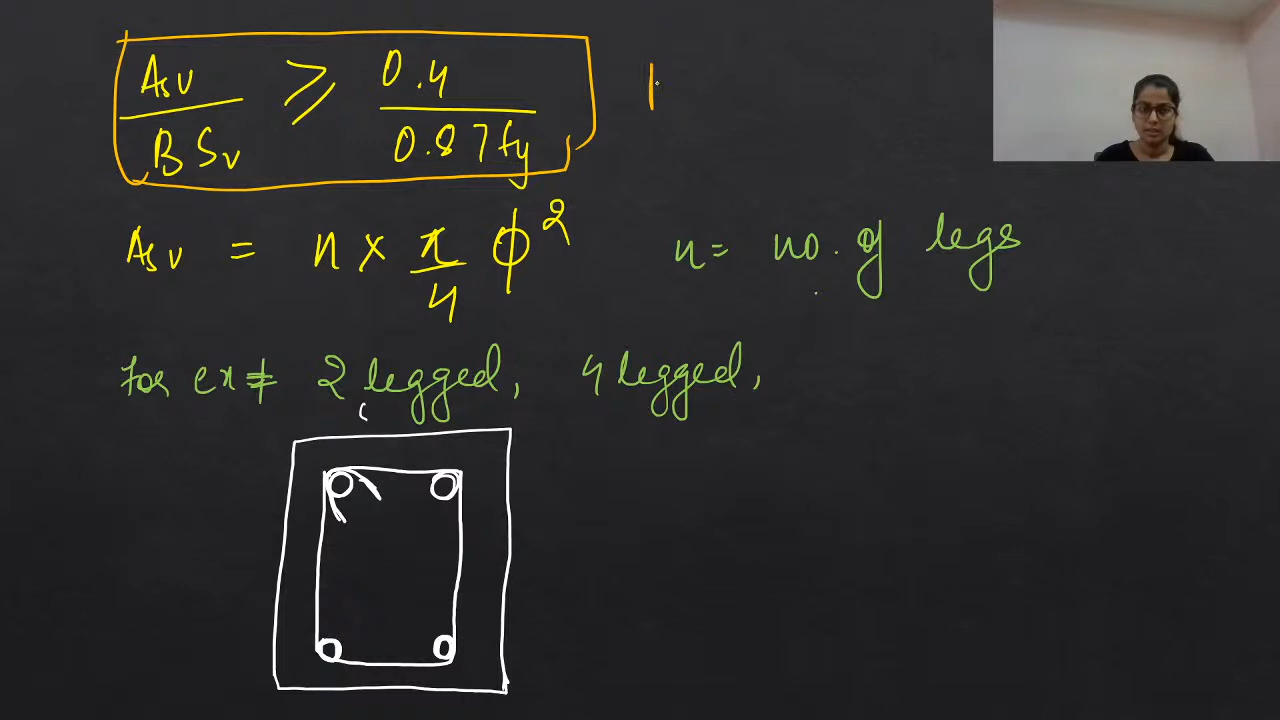 Asv / BSv ≥ 0.4 / 0.87fy
Asv = n × π/4 ϕ² n = no. of legs
for ex 2 legged, 4 legged,